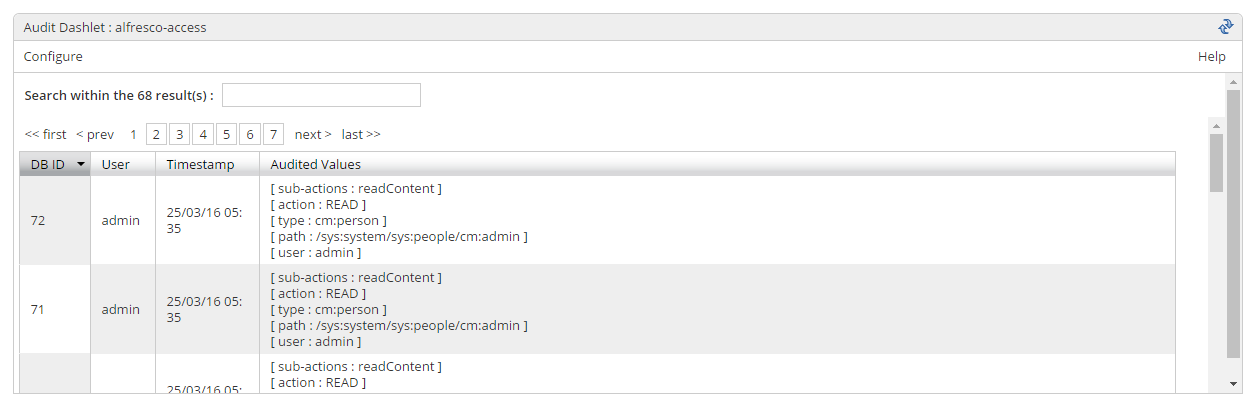 Audit Dashlet : alfresco-access
Configure
Help
Search within the 68 result(s) :
<< first < prev 1 2 3 4 5 6 7 next > last >>
DB ID User Timestamp Audited Values
72
admin
25/03/16 05:
35
[ sub-actions : readContent ]
[ action : READ ]
[ type : cm:person ]
[ path : /sys:system/sys:people/cm:admin ]
[ user : admin ]
71
admin
25/03/16 05:
35
[ sub-actions : readContent ]
[ action : READ ]
[ type : cm:person ]
[ path : /sys:system/sys:people/cm:admin ]
[ user : admin ]
25/03/16 05:
[ sub-actions : readContent ]
[ action : READ ]